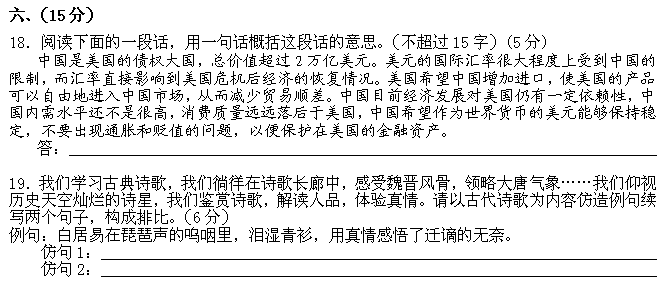 六、（15分）
18．阅读下面的一段话，用一句话概括这段话的意思。（不超过15字）（5分）
中国是美国的债权大国，总价值超过2万亿美元。美元的国际汇率很大程度上受到中国的
限制，而汇率直接影响到美国危机后经济的恢复情况。美国希望中国增加进口，使美国的产品
可以自由地进入中国市场，从而减少贸易顺差。中国目前经济发展对美国仍有一定依赖性，中
国内需水平还不是很高，消费质量远远落后于美国，中国希望作为世界货币的美元能够保持稳
定，不要出现通胀和贬值的问题，以便保护在美国的金融资产。
答：
19．我们学习古典诗歌，我们徜徉在诗歌长廊中，感受魏晋风骨，领略大唐气象……我们仰视
历史天空灿烂的诗星，我们鉴赏诗歌，解读人品，体验真情。请以古代诗歌为内容仿造例句续
写两个句子，构成排比。（6分）
例句：白居易在琵琶声的呜咽里，泪湿青衫，用真情感悟了迁谪的无奈。
仿句1：
仿句2：